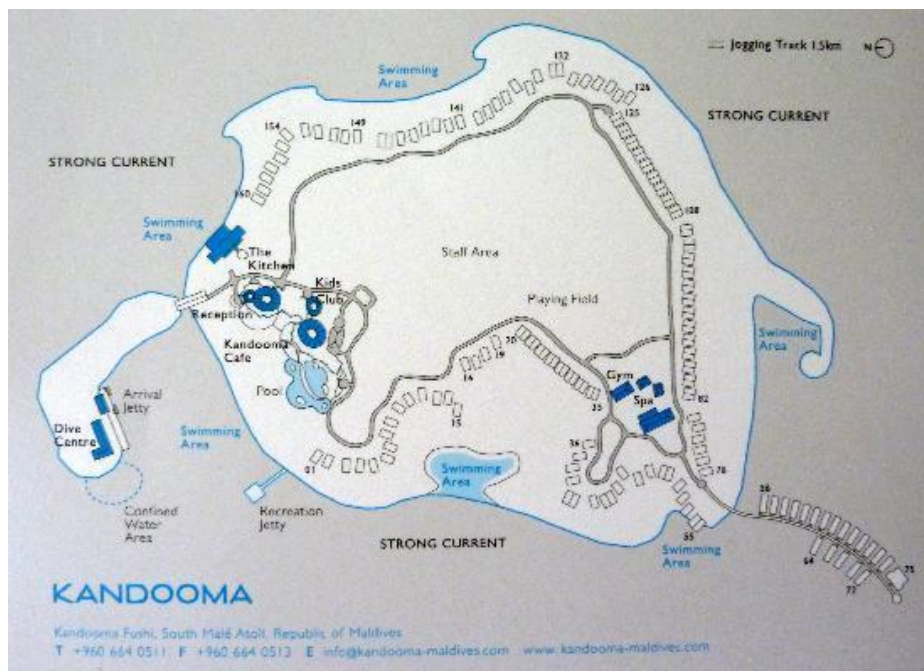 Jogging Track 1.5km
N
Swimming
Area
132
126
125
STRONG CURRENT
141
149
154
160
STRONG CURRENT
Swimming
Area
108
The
Kitchen
Staff Area
Kids
Club
Reception
Playing Field
Kandooma
Cafe
20
19
16
Swimming
Area
Gym
Spa
Pool
35
82
Arrival
Jetty
Dive
Centre
15
Swimming
Area
36
01
Swimming
Area
78
56
Confined
Water
Area
Recreation
Jetty
STRONG CURRENT
55
Swimming
Area
64
72
75
KANDOOMA
Kandooma Fushi, South Malé Atoll, Republic of Maldives
T +960 664 0511 F +960 664 0513 E info@kandooma-maldives.com www.kandooma-maldives.com